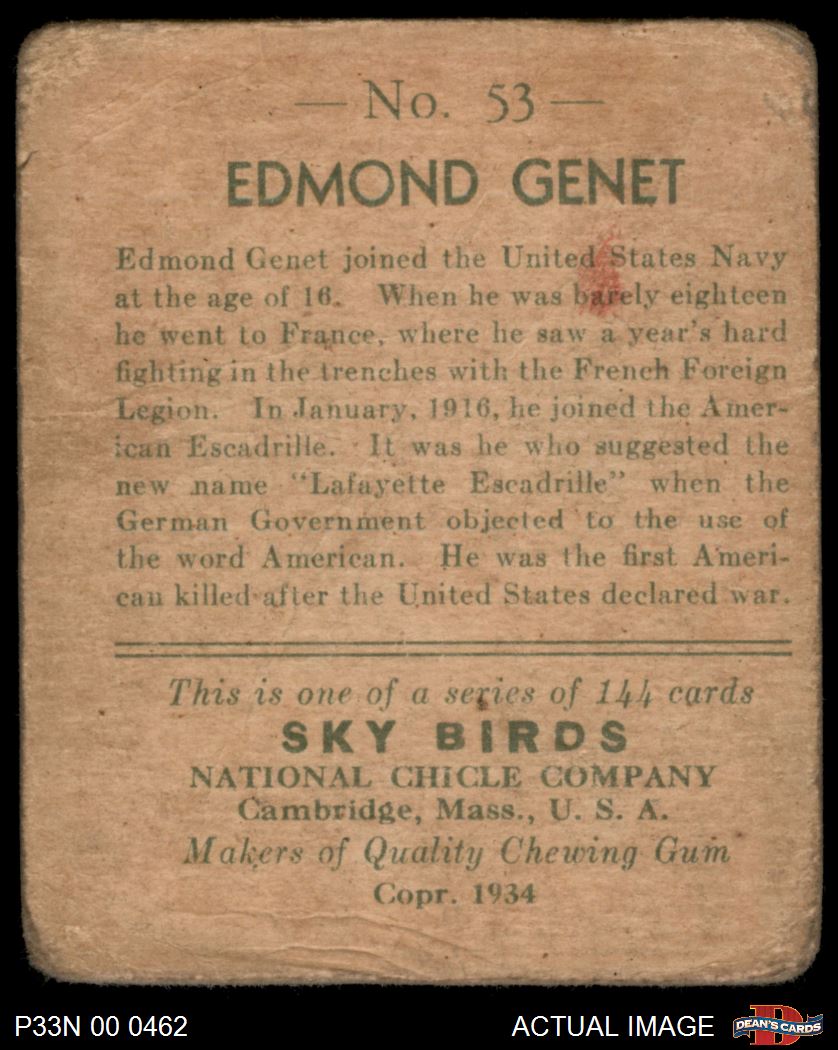 — No. 53 —
EDMOND GENET
Edmond Genet joined the United States Navy
at the age of 16. When he was barely eighteen
he went to France, where he saw a year's hard
fighting in the trenches with the French Foreign
Legion. In January, 1916, he joined the Amer-
ican Escadrille. It was he who suggested the
new name "Lafayette Escadrille" when the
German Government objected to the use of
the word American. He was the first Ameri-
can killed after the United States declared war.
This is one of a series of 144 cards
SKY BIRDS
NATIONAL CHICLE COMPANY
Cambridge, Mass., U. S. A.
Makers of Quality Chewing Gum
Copr. 1934
P33N 00 0462
ACTUAL IMAGE
D
DEAN'S CARDS